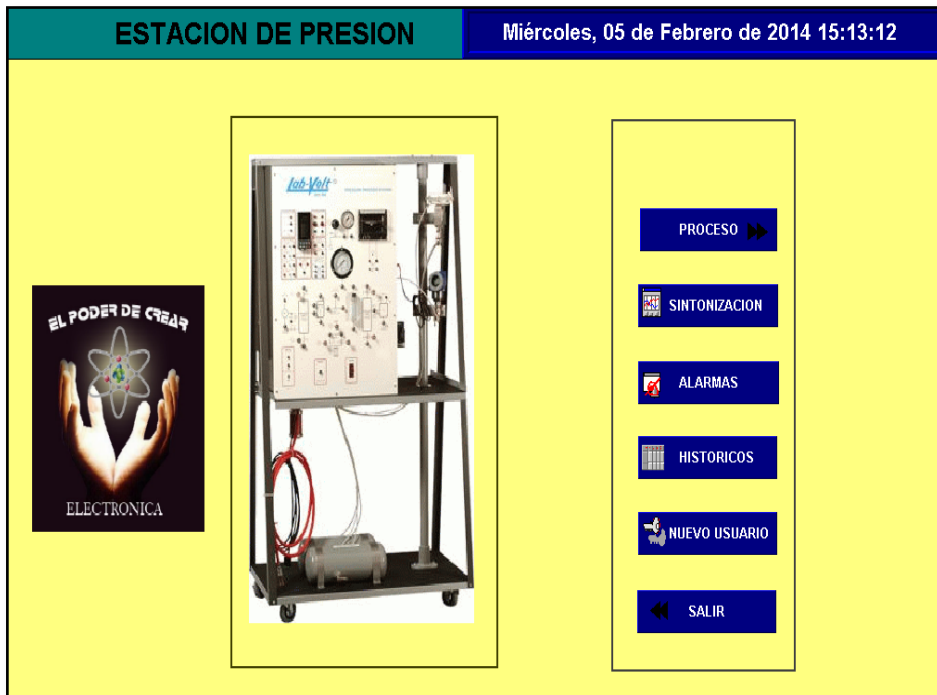 ESTACION DE PRESION
Miércoles, 05 de Febrero de 2014 15:13:12
Lab-Volt
EL PODER DE CREAR
ELECTRONICA
PROCESO
SINTONIZACION
ALARMAS
HISTORICOS
NUEVO USUARIO
SALIR